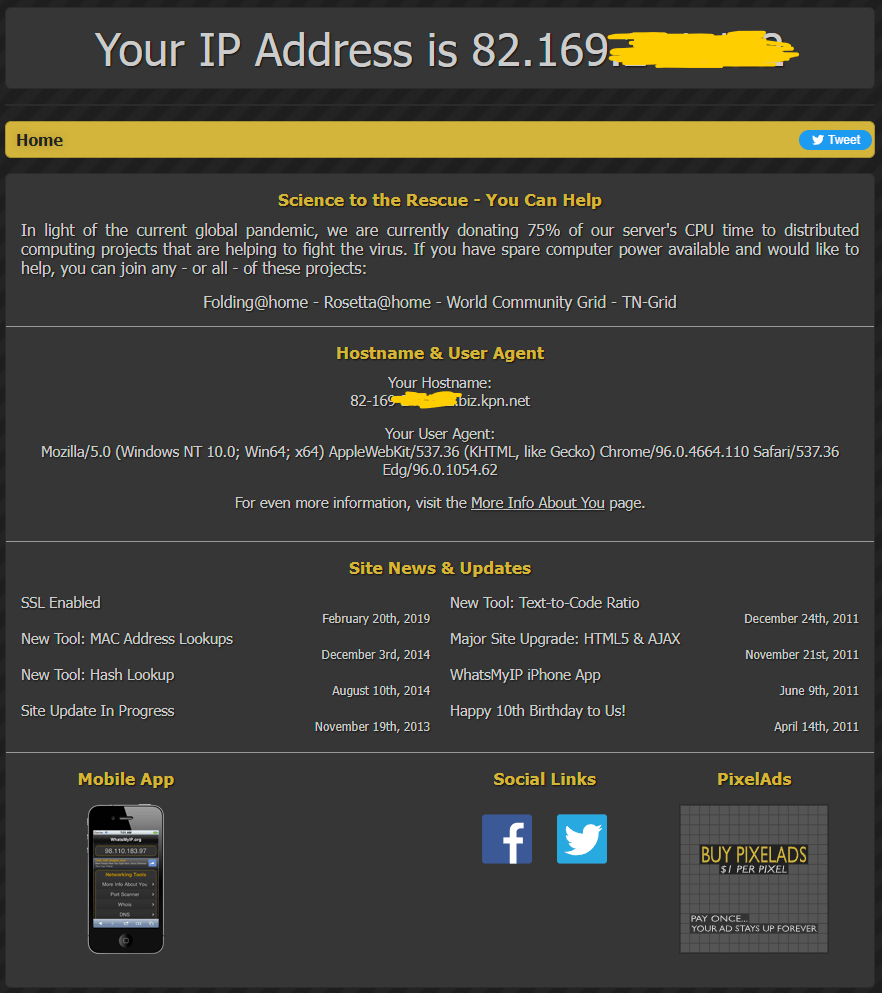 Your IP Address is 82.169.
Home
Tweet
Science to the Rescue - You Can Help
In light of the current global pandemic, we are currently donating 75% of our server's CPU time to distributed
computing projects that are helping to fight the virus. If you have spare computer power available and would like to
help, you can join any - or all - of these projects:
Folding@home - Rosetta@home - World Community Grid - TN-Grid
Hostname & User Agent
Your Hostname:
82-169- .biz.kpn.net
Your User Agent:
Mozilla/5.0 (Windows NT 10.0; Win64; x64) AppleWebKit/537.36 (KHTML, like Gecko) Chrome/96.0.4664.110 Safari/537.36
Edg/96.0.1054.62
For even more information, visit the More Info About You page.
Site News & Updates
SSL Enabled
February 20th, 2019
New Tool: MAC Address Lookups
December 3rd, 2014
New Tool: Hash Lookup
August 10th, 2014
Site Update In Progress
November 19th, 2013
New Tool: Text-to-Code Ratio
December 24th, 2011
Major Site Upgrade: HTML5 & AJAX
November 21st, 2011
WhatsMyIP iPhone App
June 9th, 2011
Happy 10th Birthday to Us!
April 14th, 2011
Mobile App
WhatsMyIP.org
98.110.183.97
Networking Tools
More Info About You
Port Scanner
Whois
DNS
Social Links
PixelAds
BUY PIXELADS
$1 PER PIXEL
PAY ONCE...
YOUR AD STAYS UP FOREVER